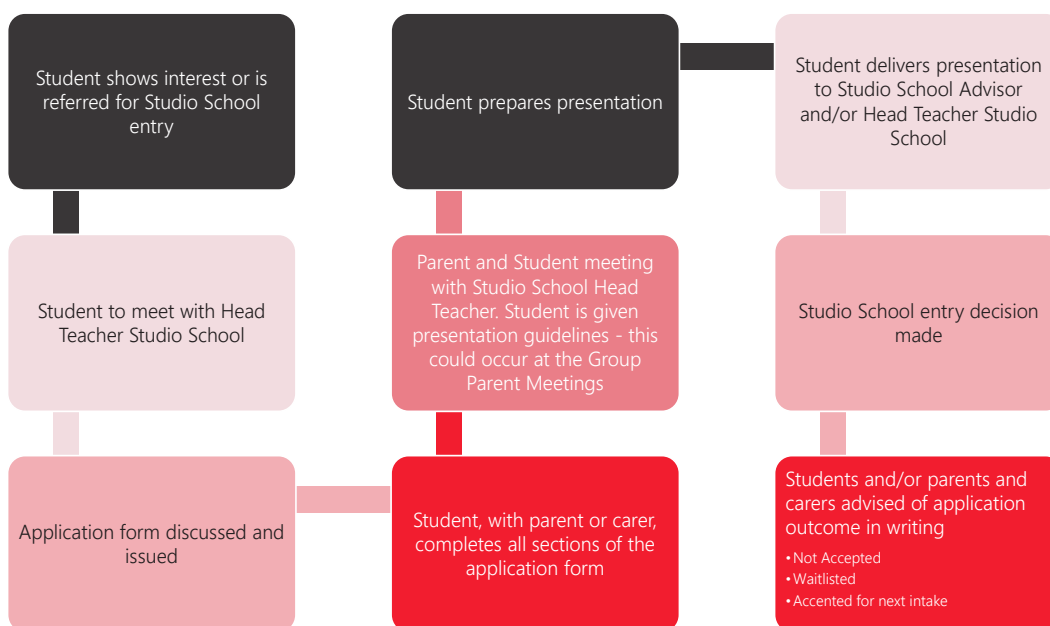 Student shows interest or is
referred for Studio School
entry
Student to meet with Head
Teacher Studio School
Application form discussed and
issued
Student, with parent or carer,
completes all sections of the
application form
Parent and Student meeting
with Studio School Head
Teacher. Student is given
presentation guidelines - this
could occur at the Group
Parent Meetings
Student prepares presentation
Student delivers presentation
to Studio School Advisor
and/or Head Teacher Studio
School
Studio School entry decision
made
Students and/or parents and
carers advised of application
outcome in writing
• Not Accepted
• Waitlisted
• Accented for next intake